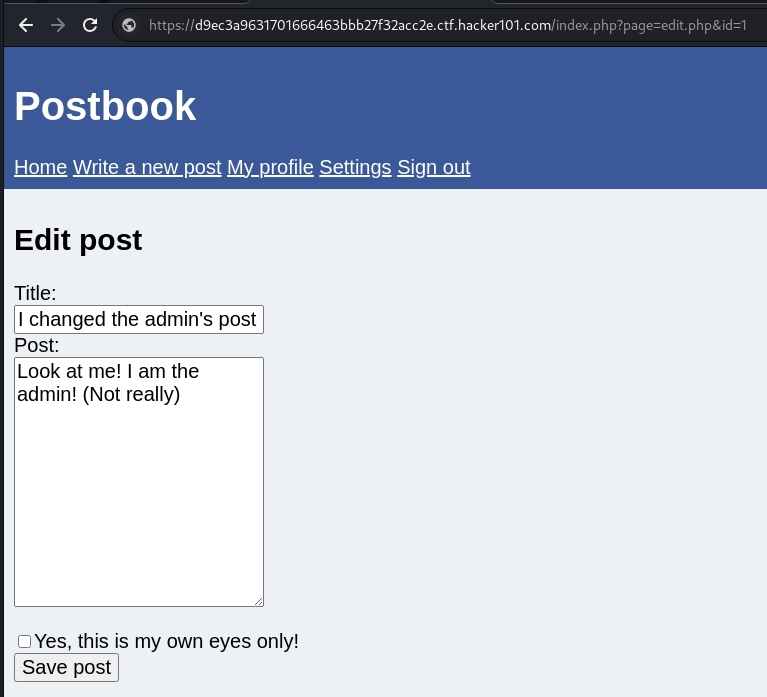 https://d9ec3a9631701666463bbb27f32acc2e.ctf.hacker101.com/index.php?page=edit.php&id=1
Postbook
Home Write a new post My profile Settings Sign out
Edit post
Title:
I changed the admin's post
Post:
Look at me! I am the
admin! (Not really)
Yes, this is my own eyes only!
Save post